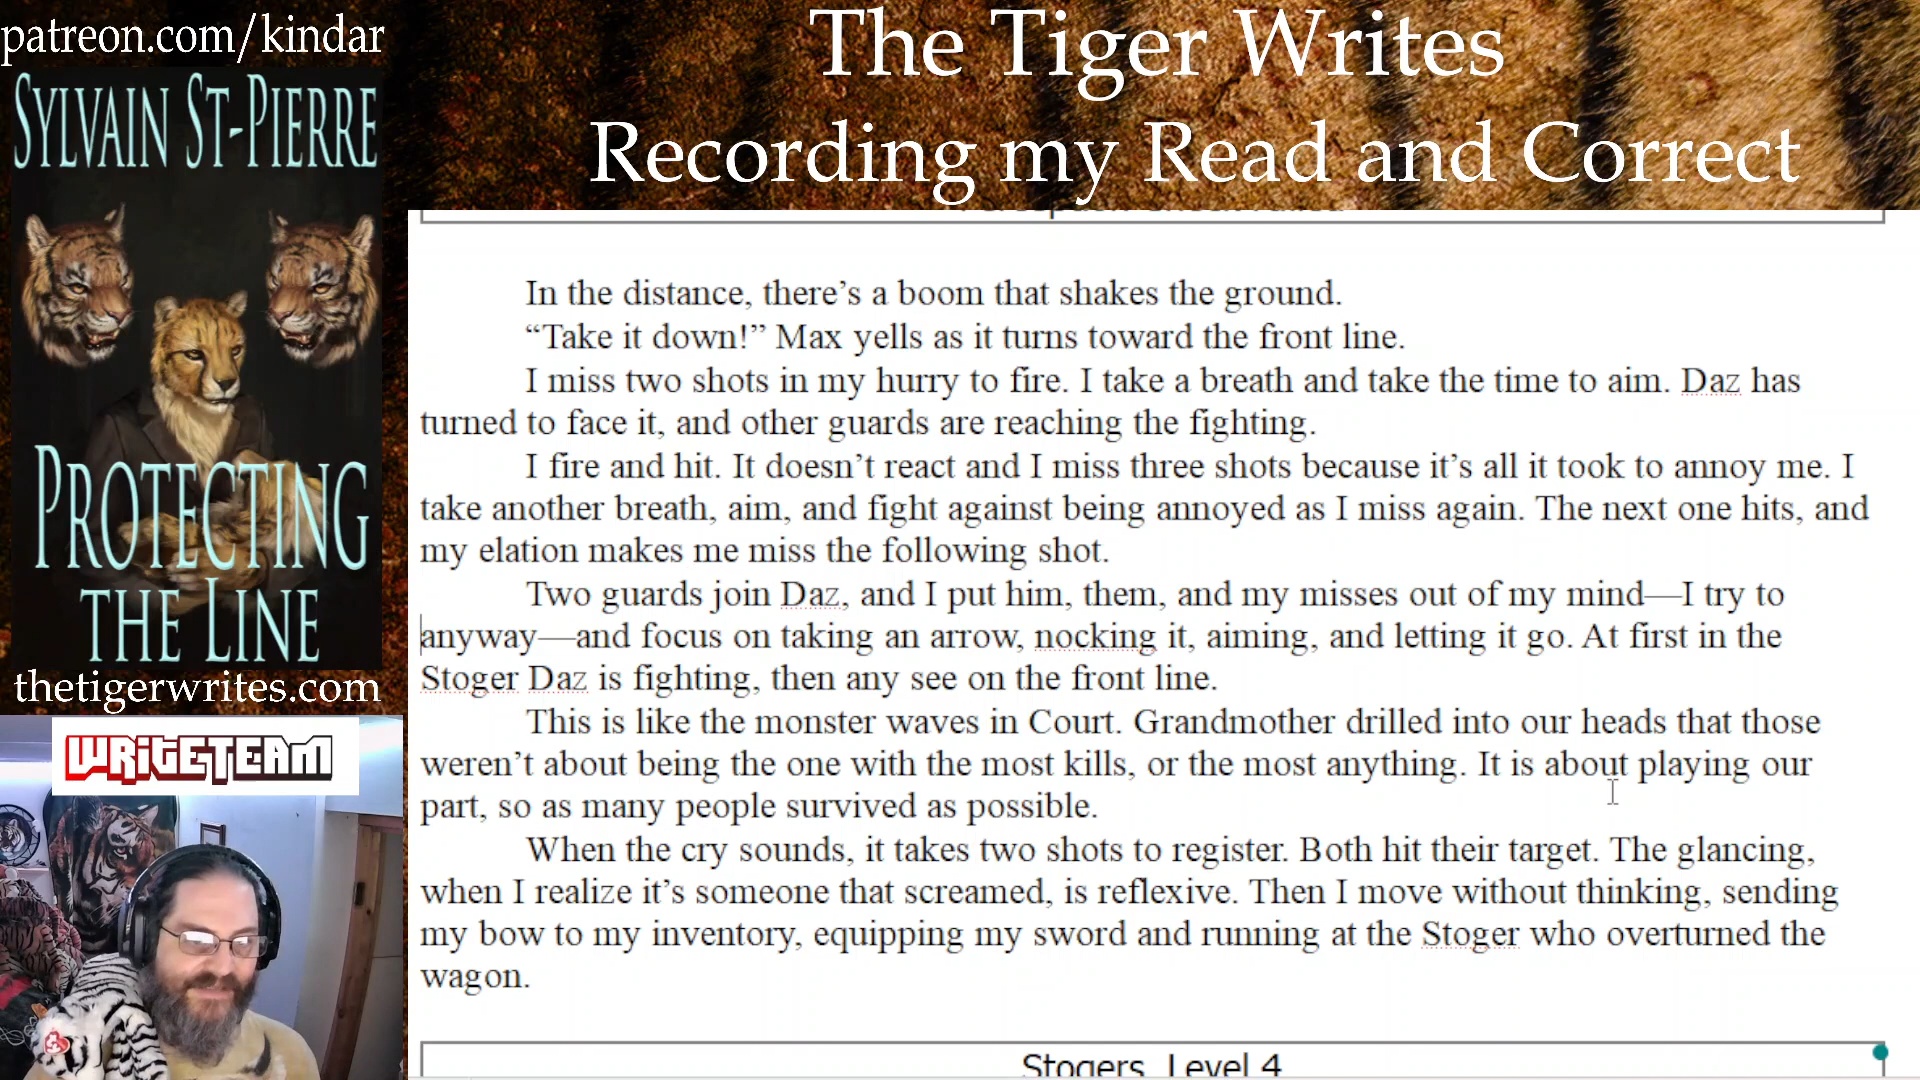 patreon.com/kindar
SYLVAIN ST-PIERRE
PROTECTING
THE LINE
thetigerwrites.com
WRiTETEAM
The Tiger Writes
Recording my Read and Correct
In the distance, there’s a boom that shakes the ground.
“Take it down!” Max yells as it turns toward the front line.
I miss two shots in my hurry to fire. I take a breath and take the time to aim. Daz has
turned to face it, and other guards are reaching the fighting.
I fire and hit. It doesn’t react and I miss three shots because it’s all it took to annoy me. I
take another breath, aim, and fight against being annoyed as I miss again. The next one hits, and
my elation makes me miss the following shot.
Two guards join Daz, and I put him, them, and my misses out of my mind—I try to
anyway—and focus on taking an arrow, nocking it, aiming, and letting it go. At first in the
Stoger Daz is fighting, then any see on the front line.
This is like the monster waves in Court. Grandmother drilled into our heads that those
weren’t about being the one with the most kills, or the most anything. It is about playing our
part, so as many people survived as possible.
When the cry sounds, it takes two shots to register. Both hit their target. The glancing,
when I realize it’s someone that screamed, is reflexive. Then I move without thinking, sending
my bow to my inventory, equipping my sword and running at the Stoger who overturned the
wagon.
Stogers, Level 4